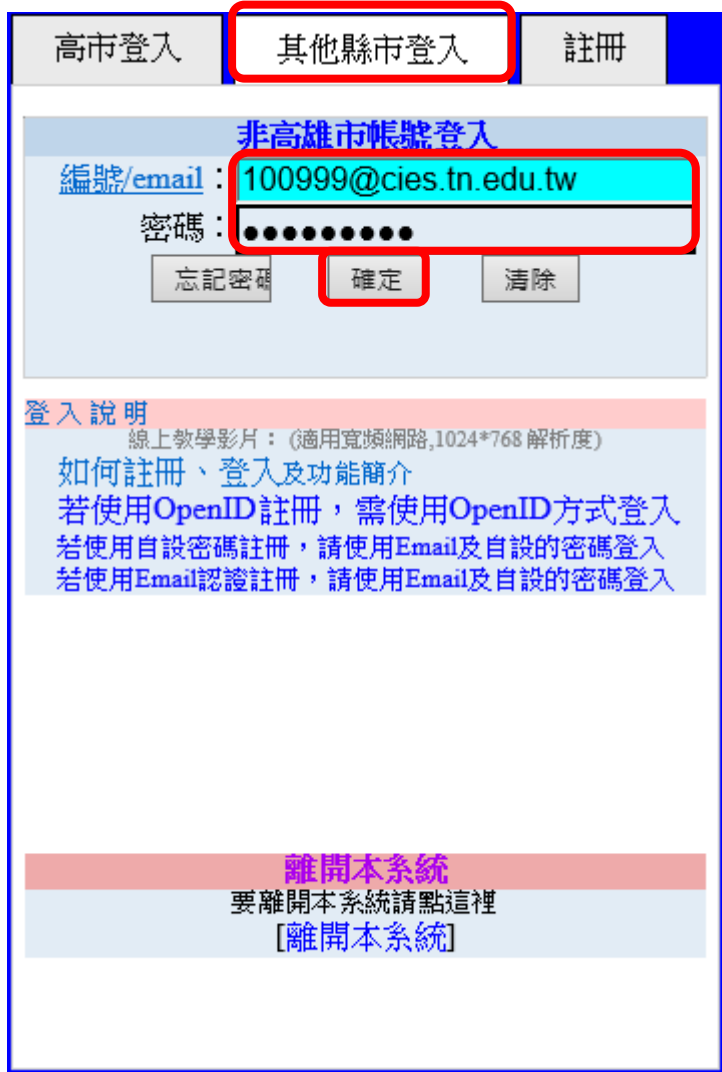 高市登入 其他縣市登入 註冊
非高雄市帳號登入
編號/email：100999@cies.tn.edu.tw
密碼：●●●●●●●●●
忘記密碼 確定 清除
登入說明
線上教學影片： (適用寬頻網路,1024*768 解析度)
如何註冊、登入及功能簡介
若使用OpenID註冊，需使用OpenID方式登入
若使用自設密碼註冊，請使用Email及自設的密碼登入
若使用Email認證註冊，請使用Email及自設的密碼登入
離開本系統
要離開本系統請點這裡
[離開本系統]